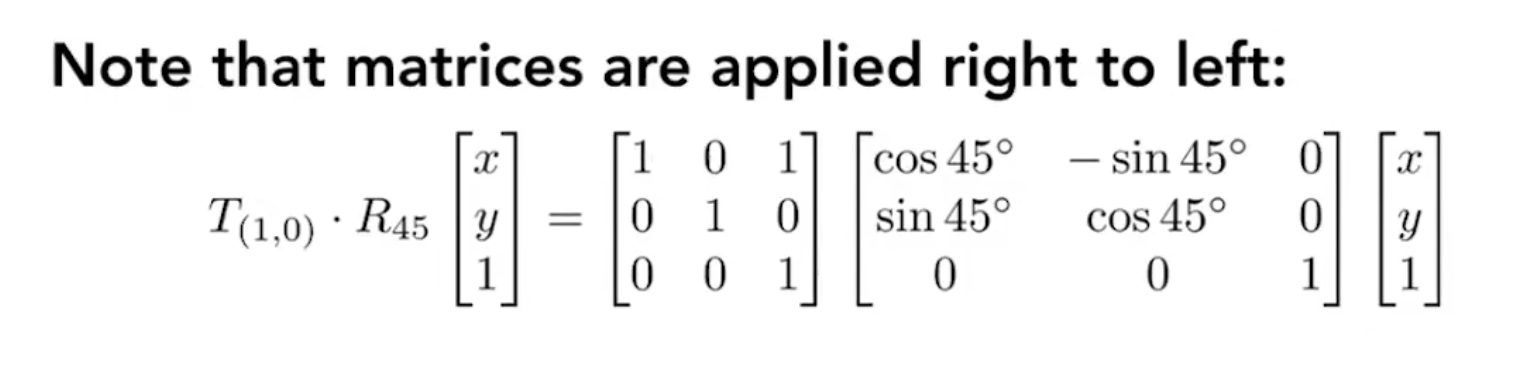 Note that matrices are applied right to left:
$T_{(1,0)} \cdot R_{45} \begin{bmatrix} x \\ y \\ 1 \end{bmatrix} = \begin{bmatrix} 1 & 0 & 1 \\ 0 & 1 & 0 \\ 0 & 0 & 1 \end{bmatrix} \begin{bmatrix} \cos 45^\circ & -\sin 45^\circ & 0 \\ \sin 45^\circ & \cos 45^\circ & 0 \\ 0 & 0 & 1 \end{bmatrix} \begin{bmatrix} x \\ y \\ 1 \end{bmatrix}$